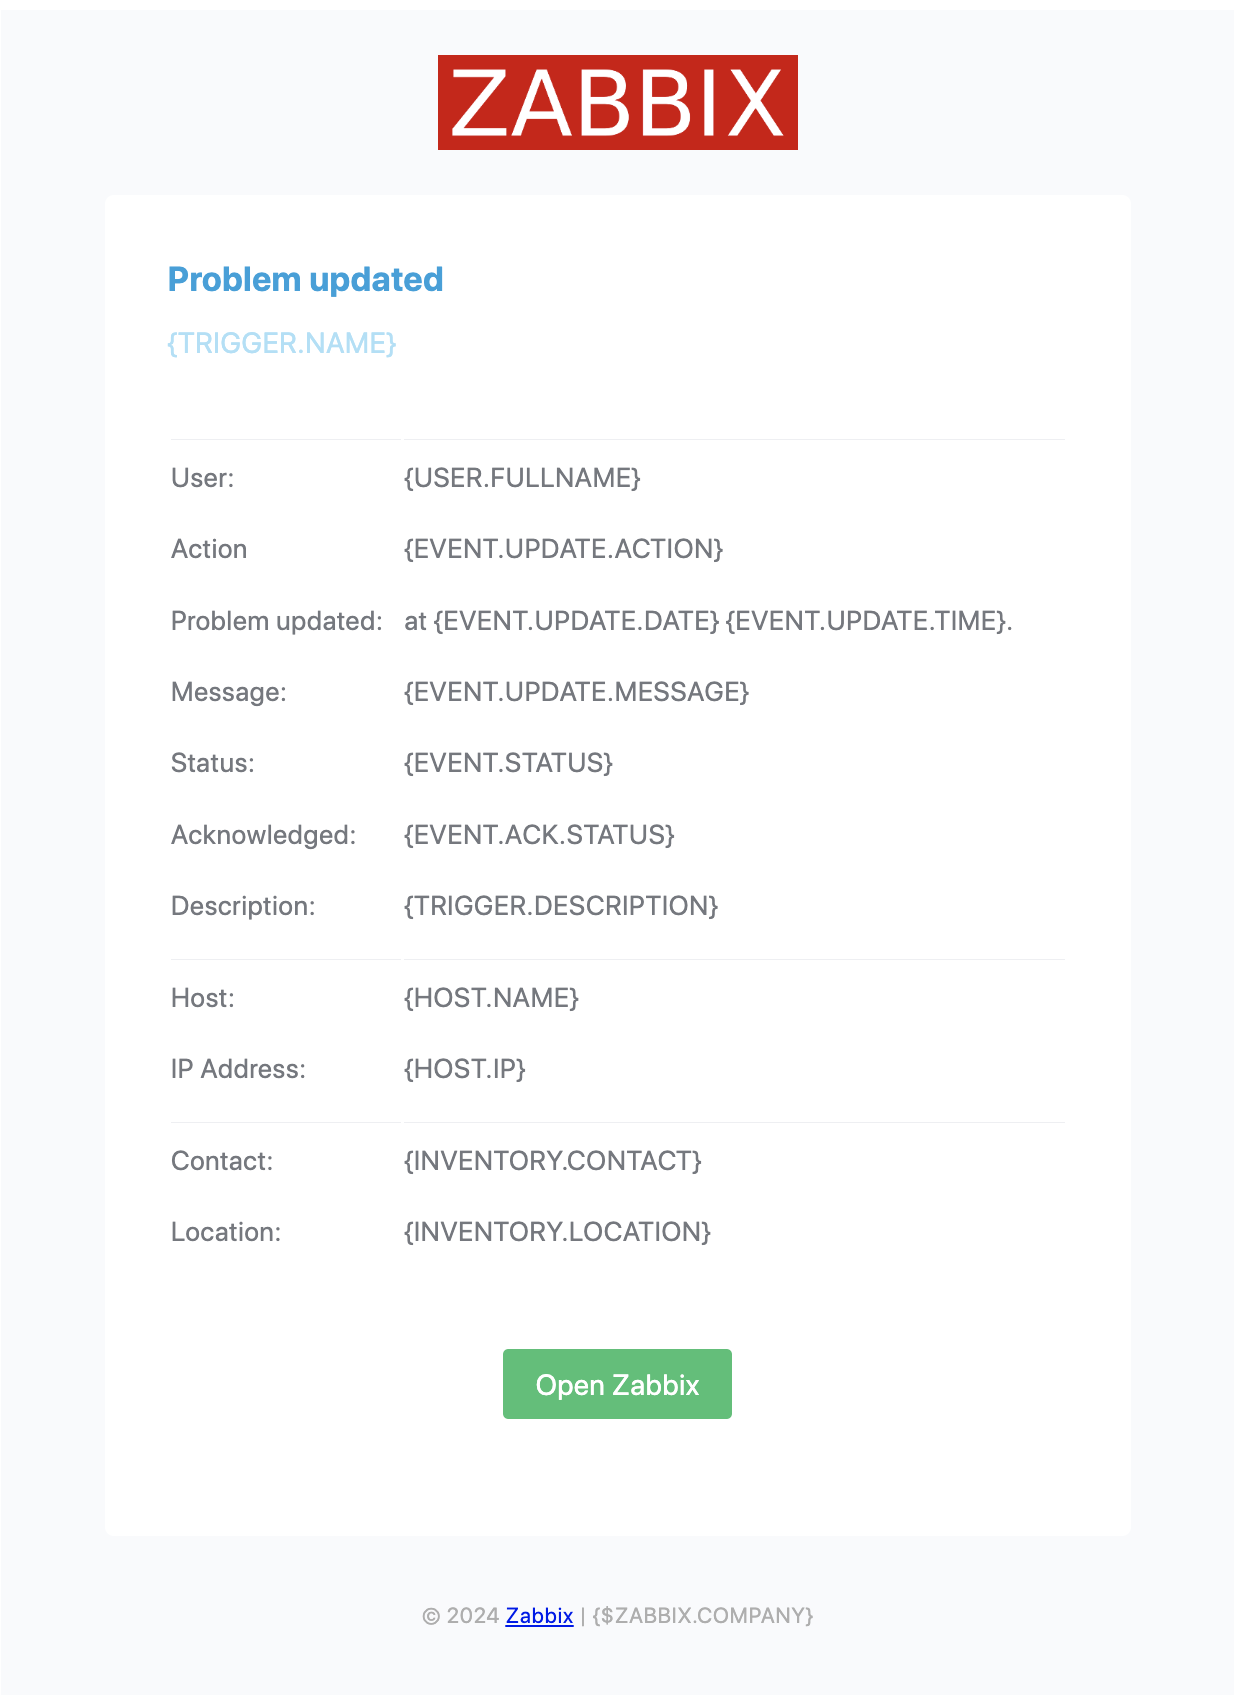 ZABBIX
Problem updated
{TRIGGER.NAME}
User: {USER.FULLNAME}
Action {EVENT.UPDATE.ACTION}
Problem updated: at {EVENT.UPDATE.DATE} {EVENT.UPDATE.TIME}.
Message: {EVENT.UPDATE.MESSAGE}
Status: {EVENT.STATUS}
Acknowledged: {EVENT.ACK.STATUS}
Description: {TRIGGER.DESCRIPTION}
Host: {HOST.NAME}
IP Address: {HOST.IP}
Contact: {INVENTORY.CONTACT}
Location: {INVENTORY.LOCATION}
Open Zabbix
© 2024 Zabbix | {$ZABBIX.COMPANY}